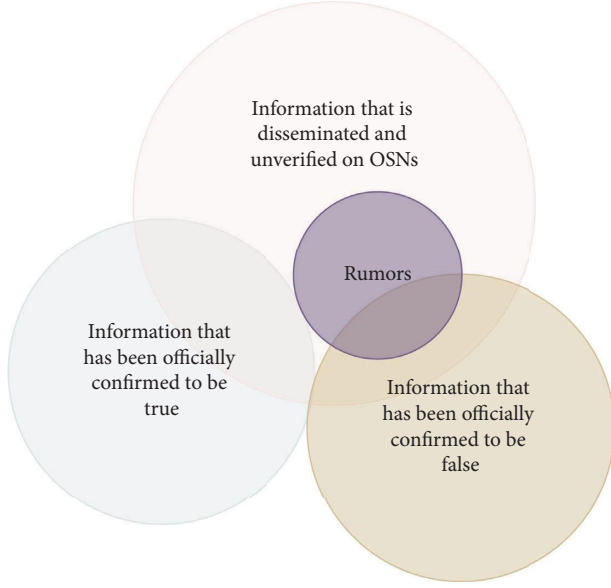 Information that is
disseminated and
unverified on OSNs
Rumors
Information that
has been officially
confirmed to be
true
Information that
has been officially
confirmed to be
false